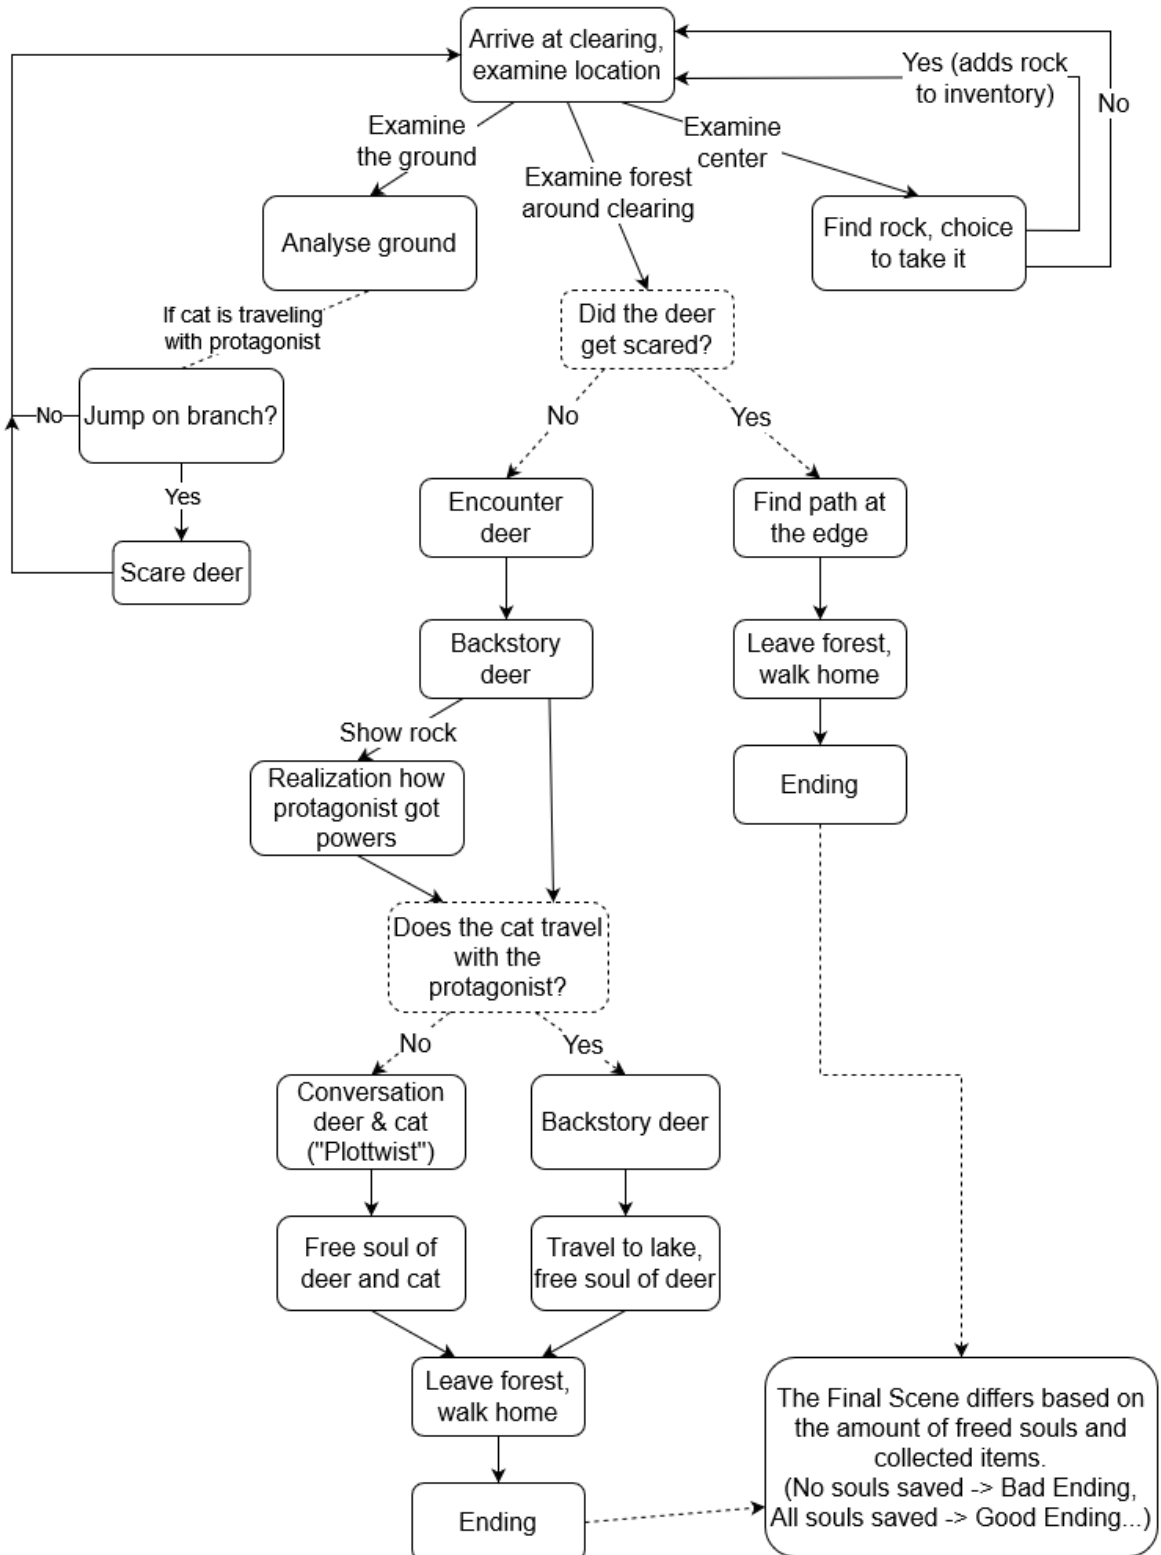 Arrive at clearing,
examine location
Yes (adds rock
to inventory)
No
Examine
the ground
Examine forest
around clearing
Examine
center
Analyse ground
Find rock, choice
to take it
If cat is traveling
with protagonist
Did the deer
get scared?
Jump on branch?
No
Yes
Scare deer
No
Yes
Encounter
deer
Find path at
the edge
Backstory
deer
Leave forest,
walk home
Show rock
Realization how
protagonist got
powers
Ending
Does the cat travel
with the
protagonist?
No
Yes
Conversation
deer & cat
("Plottwist")
Backstory deer
Free soul of
deer and cat
Travel to lake,
free soul of deer
Leave forest,
walk home
Ending
The Final Scene differs based on
the amount of freed souls and
collected items.
(No souls saved -> Bad Ending,
All souls saved -> Good Ending...)